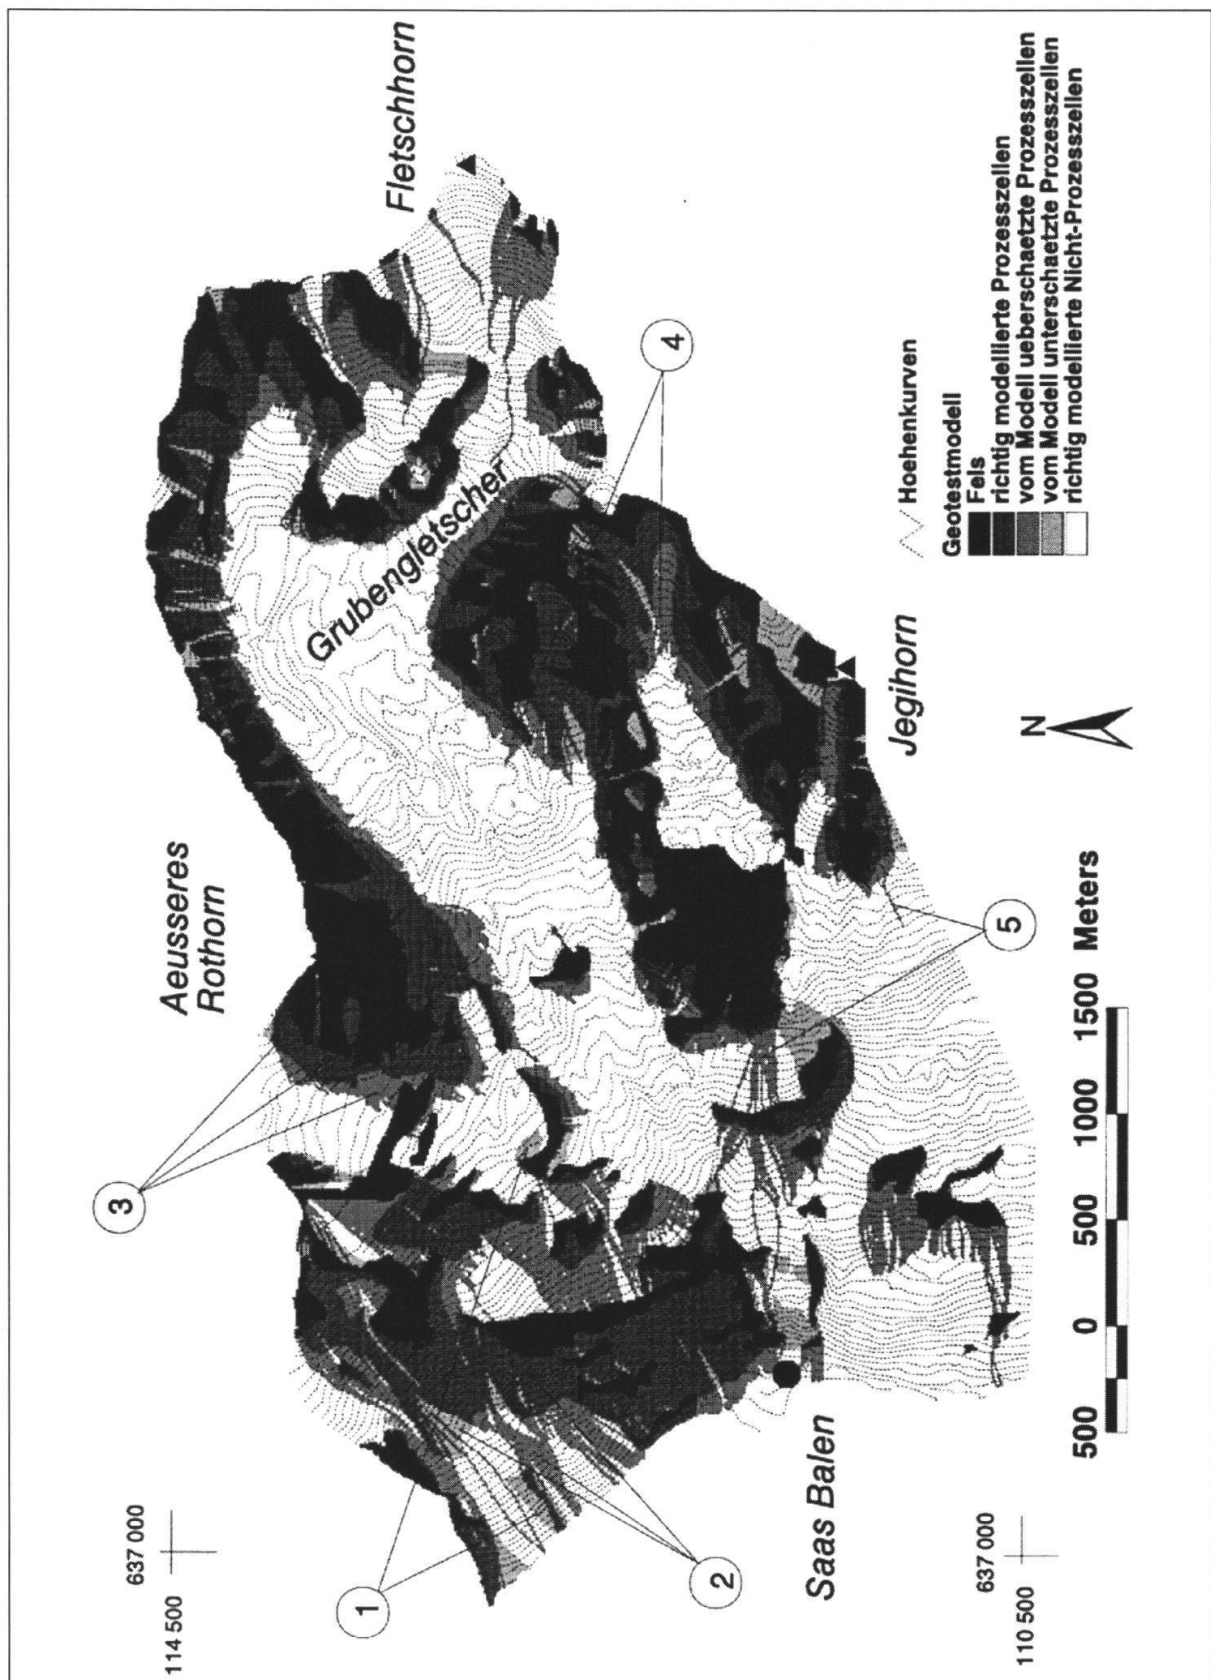 Fletschhorn
Aeusseres
Rothorn
Grubengletscher
Jegihorn
Saas Balen
1
2
3
4
5
N
Hoehenkurven
Geotestmodell
Fels
richtig modellierte Prozesszellen
vom Modell ueberschaetzte Prozesszellen
vom Modell unterschaetzte Prozesszellen
richtig modellierte Nicht-Prozesszellen
500 0 500 1000 1500 Meters
637 000
114 500
637 000
110 500